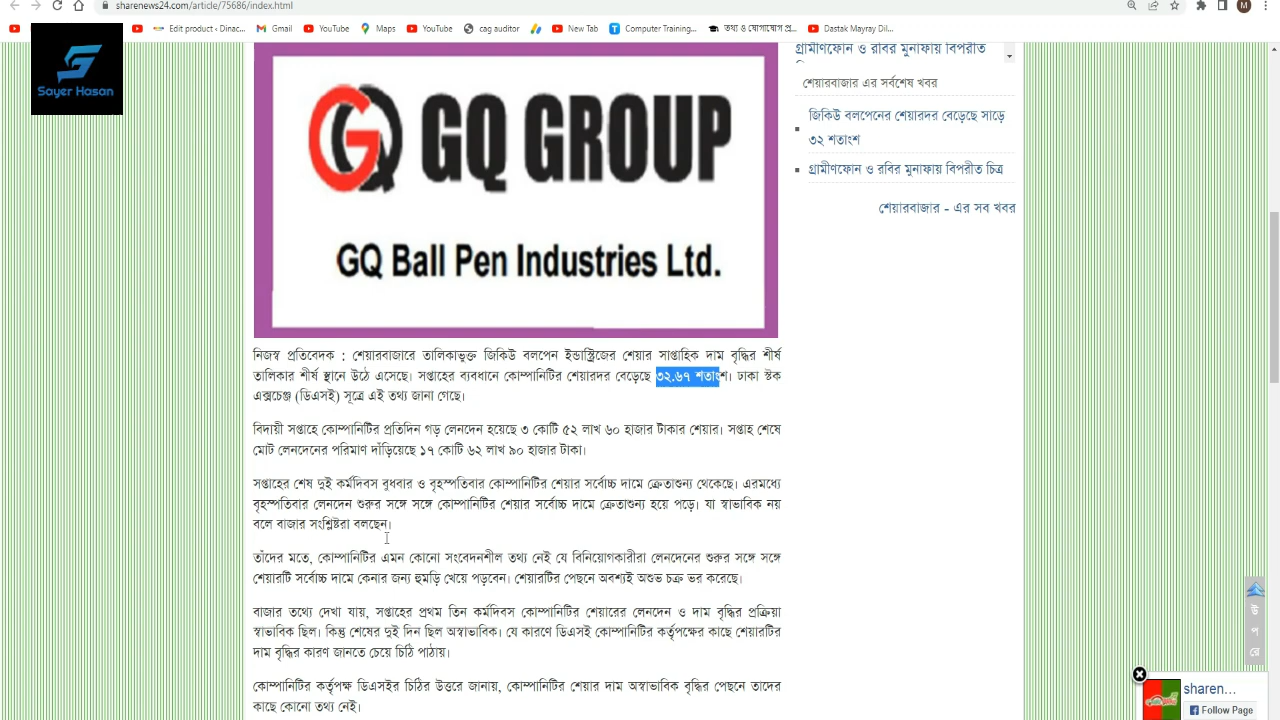 sharenews24.com/article/75686/index.html
M
Edit product ‹ Dinac...
Gmail
YouTube
Maps
YouTube
cag auditor
New Tab
Computer Training...
তথ্য ও যোগাযোগ প্র...
Dastak Mayray Dil...
Sayer Hasan
GQ GROUP
GQ Ball Pen Industries Ltd.
নিজস্ব প্রতিবেদক : শেয়ারবাজারে তালিকাভুক্ত জিকিউ বলপেন ইন্ডাস্ট্রিজের শেয়ার সাপ্তাহিক দাম বৃদ্ধির শীর্ষ
তালিকার শীর্ষ স্থানে উঠে এসেছে। সপ্তাহের ব্যবধানে কোম্পানিটির শেয়ারদর বেড়েছে ৩২.৬৭ শতাংশ। ঢাকা স্টক
এক্সচেঞ্জ (ডিএসই) সূত্রে এই তথ্য জানা গেছে।
বিদায়ী সপ্তাহে কোম্পানিটির প্রতিদিন গড় লেনদেন হয়েছে ৩ কোটি ৫২ লাখ ৬০ হাজার টাকার শেয়ার। সপ্তাহ শেষে
মোট লেনদেনের পরিমাণ দাঁড়িয়েছে ১৭ কোটি ৬২ লাখ ৯০ হাজার টাকা।
সপ্তাহের শেষ দুই কর্মদিবস বুধবার ও বৃহস্পতিবার কোম্পানিটির শেয়ার সর্বোচ্চ দামে ক্রেতাশুন্য থেকেছে। এরমধ্যে
বৃহস্পতিবার লেনদেন শুরুর সঙ্গে সঙ্গে কোম্পানিটির শেয়ার সর্বোচ্চ দামে ক্রেতাশুন্য হয়ে পড়ে। যা স্বাভাবিক নয়
বলে বাজার সংশ্লিষ্টরা বলছেন।
তাঁদের মতে, কোম্পানিটির এমন কোনো সংবেদনশীল তথ্য নেই যে বিনিয়োগকারীরা লেনদেনের শুরুর সঙ্গে সঙ্গে
শেয়ারটি সর্বোচ্চ দামে কেনার জন্য হুমড়ি খেয়ে পড়বেন। শেয়ারটির পেছনে অবশ্যই অশুভ চক্র ভর করেছে।
বাজার তথ্যে দেখা যায়, সপ্তাহের প্রথম তিন কর্মদিবস কোম্পানিটির শেয়ারের লেনদেন ও দাম বৃদ্ধির প্রক্রিয়া
স্বাভাবিক ছিল। কিন্তু শেষের দুই দিন ছিল অস্বাভাবিক। যে কারণে ডিএসই কোম্পানিটির কর্তৃপক্ষের কাছে শেয়ারটির
দাম বৃদ্ধির কারণ জানতে চেয়ে চিঠি পাঠায়।
কোম্পানিটির কর্তৃপক্ষ ডিএসইর চিঠির উত্তরে জানায়, কোম্পানিটির শেয়ার দাম অস্বাভাবিক বৃদ্ধির পেছনে তাদের
কাছে কোনো তথ্য নেই।
গ্রামীণফোন ও রবির মুনাফায় বিপরীত
শেয়ারবাজার এর সর্বশেষ খবর
জিকিউ বলপেনের শেয়ারদর বেড়েছে সাড়ে
৩২ শতাংশ
গ্রামীণফোন ও রবির মুনাফায় বিপরীত চিত্র
শেয়ারবাজার - এর সব খবর
উ
প
রে
sharen...
Follow Page